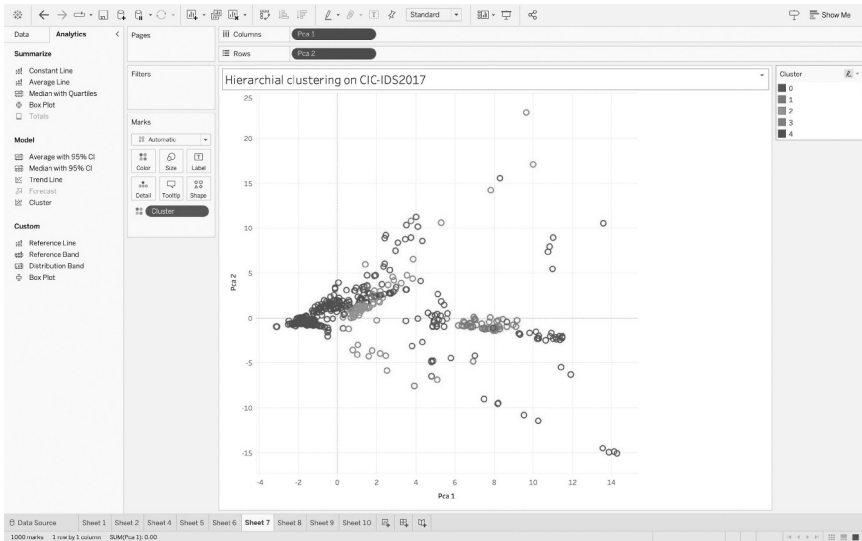 Standard
Show Me
Data
Analytics
Pages
Columns
Pca 1
Rows
Pca 2
Summarize
Constant Line
Average Line
Median with Quartiles
Box Plot
Totals
Model
Average with 95% CI
Median with 95% CI
Trend Line
Forecast
Cluster
Custom
Reference Line
Reference Band
Distribution Band
Box Plot
Filters
Marks
Automatic
Color
Size
Label
Detail
Tooltip
Shape
Cluster
Hierarchial clustering on CIC-IDS2017
25
20
15
10
5
0
-5
-10
-15
Pca 2
-4
-2
0
2
4
6
8
10
12
14
Pca 1
Cluster
0
1
2
3
4
Data Source
Sheet 1
Sheet 2
Sheet 4
Sheet 5
Sheet 6
Sheet 7
Sheet 8
Sheet 9
Sheet 10
1000 marks
1 row by 1 column
SUM(Pca 1): 0.00